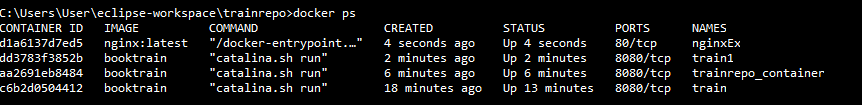 C:\Users\User\eclipse-workspace\trainrepo>docker ps
CONTAINER ID   IMAGE          COMMAND                  CREATED          STATUS          PORTS      NAMES
d1a6137d7ed5   nginx:latest   "/docker-entrypoint.…"   4 seconds ago    Up 4 seconds    80/tcp     nginxEx
dd3783f3852b   booktrain      "catalina.sh run"        2 minutes ago    Up 2 minutes    8080/tcp   train1
aa2691eb8484   booktrain      "catalina.sh run"        6 minutes ago    Up 6 minutes    8080/tcp   trainrepo_container
c6b2d0504412   booktrain      "catalina.sh run"        18 minutes ago   Up 13 minutes   8080/tcp   train